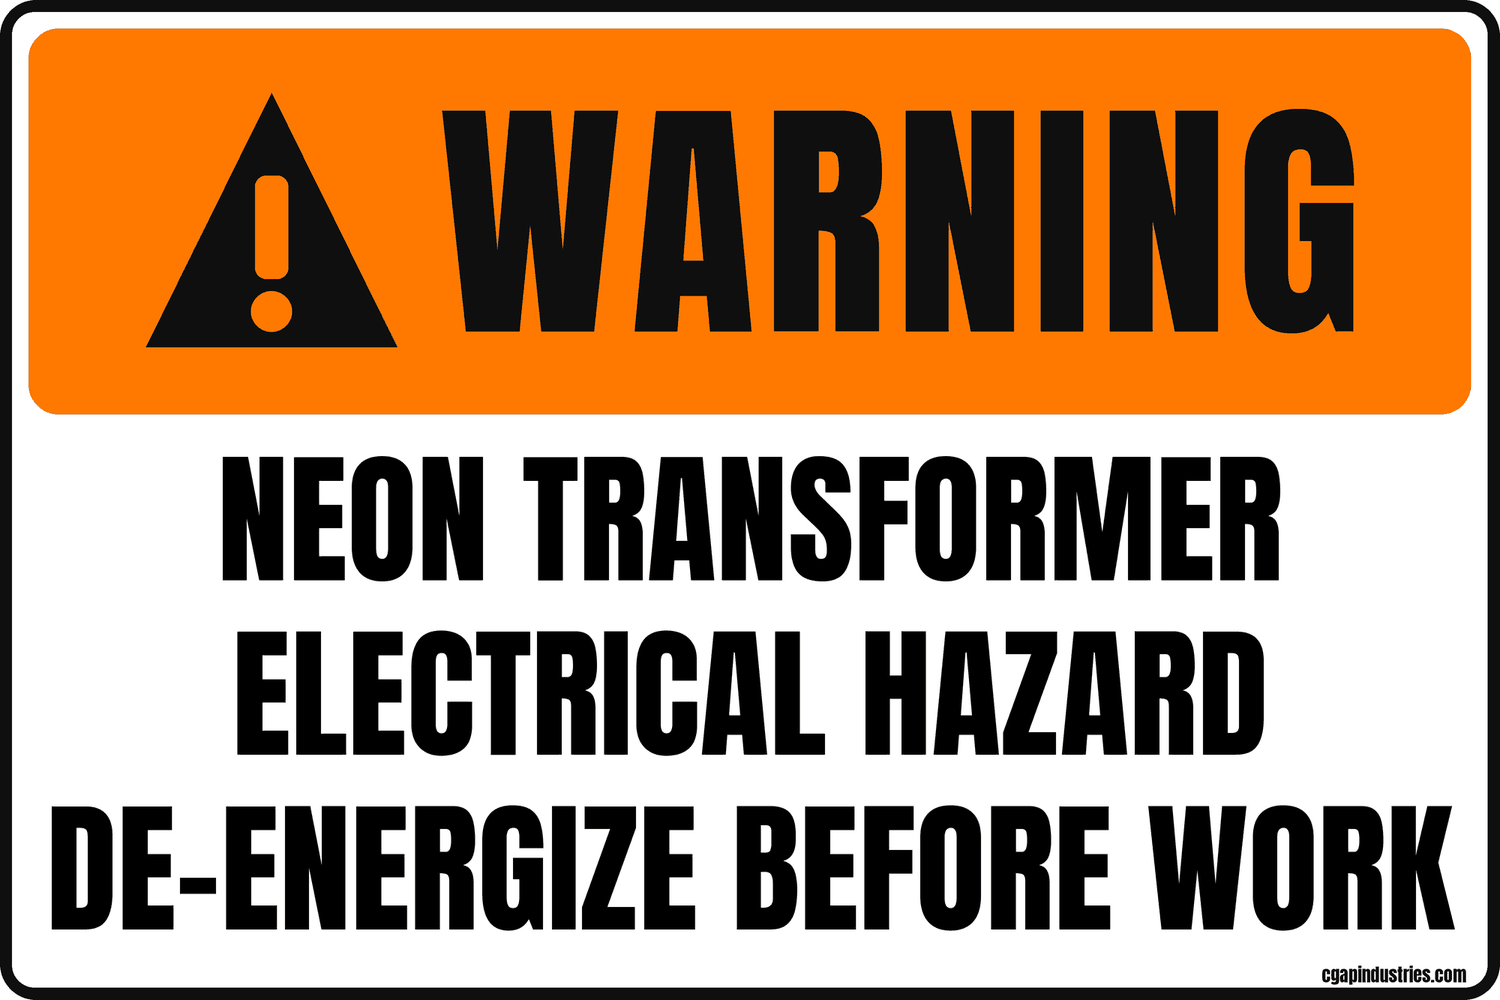 WARNING
NEON TRANSFORMER
ELECTRICAL HAZARD
DE-ENERGIZE BEFORE WORK
cgapindustries.com